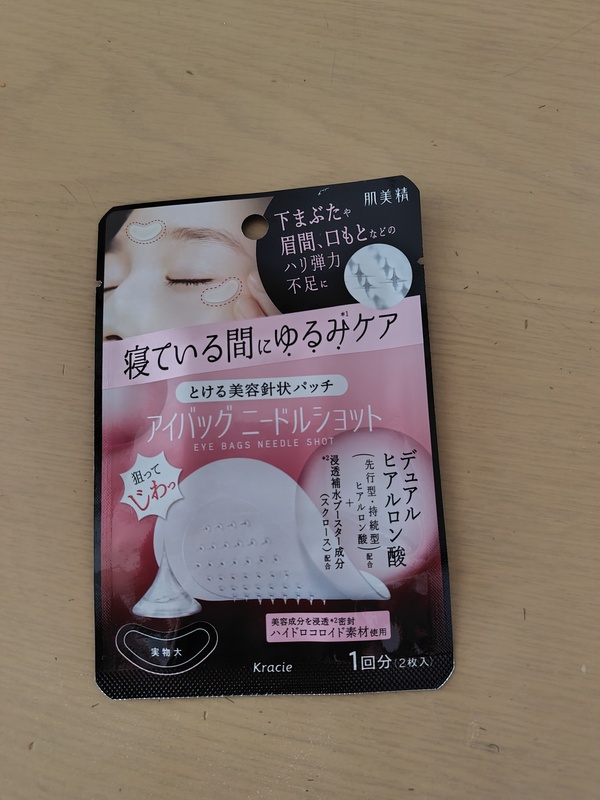 肌美精
下まぶたや
眉間、口もとなどの
ハリ弾力
不足に
寝ている間にゆるみ*1ケア
とける美容針状パッチ
アイバッグ ニードルショット
EYE BAGS NEEDLE SHOT
狙って
じわっ
デュアル
ヒアルロン酸
(先行型・持続型
ヒアルロン酸)配合
+
*2浸透補水ブースター成分
(スクロース)配合
美容成分を浸透*2密封
ハイドロコロイド素材使用
実物大
Kracie
1回分(2枚入)